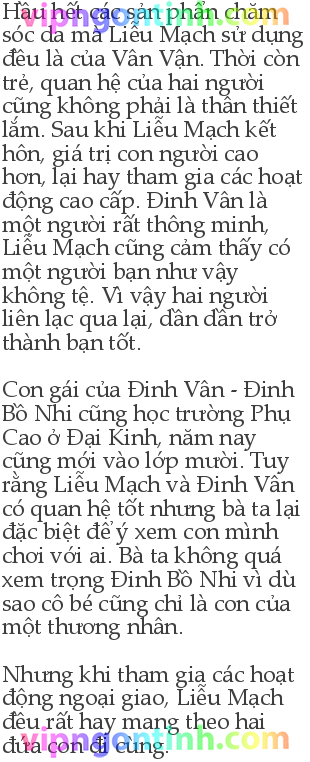 Hầu hết các sản phẩn chăm
vipngontinh.com
sóc da mà Liễu Mạch sử dụng
đều là của Vân Vận. Thời còn
trẻ, quan hệ của hai người
cũng không phải là thân thiết
lắm. Sau khi Liễu Mạch kết
hôn, giá trị con người cao
hơn, lại hay tham gia các hoạt
động cao cấp. Đinh Vân là
một người rất thông minh,
Liễu Mạch cũng cảm thấy có
một người bạn như vậy
không tệ. Vì vậy hai người
liên lạc qua lại, dần dần trở
thành bạn tốt.
Con gái của Đinh Vân - Đinh
Bồ Nhi cũng học trường Phụ
Cao ở Đại Kinh, năm nay
cũng mới vào lớp mười. Tuy
rằng Liễu Mạch và Đinh Vân
có quan hệ tốt nhưng bà ta lại
đặc biệt để ý xem con mình
chơi với ai. Bà ta không quá
xem trọng Đinh Bồ Nhi vì dù
sao cô bé cũng chỉ là con của
một thương nhân.
Nhưng khi tham gia các hoạt
động ngoại giao, Liễu Mạch
đều rất hay mang theo hai
vipngontinh.com
đứa con đi cùng.